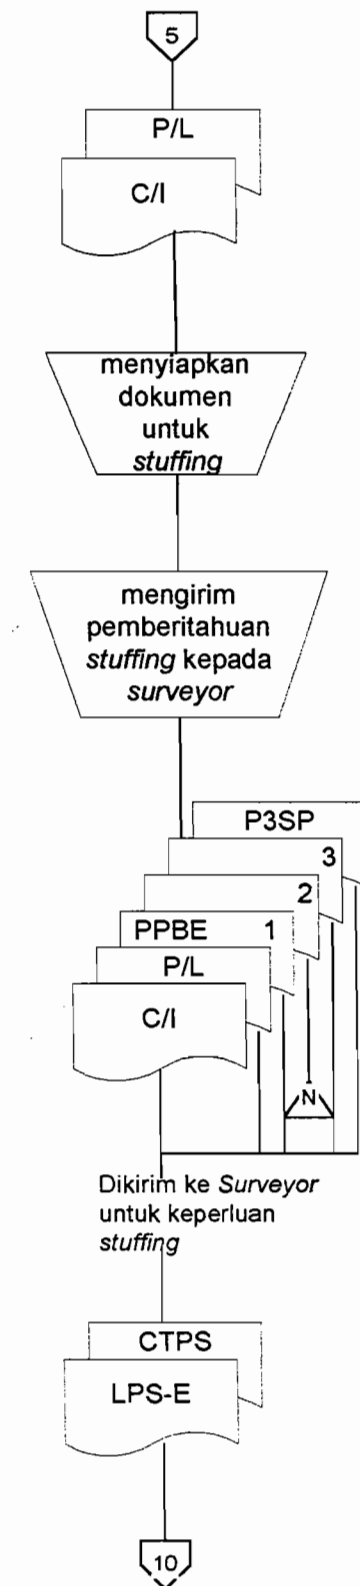 5
P/L
C/I
menyiapkan
dokumen
untuk
stuffing
mengirim
pemberitahuan
stuffing kepada
surveyor
P3SP
3
2
PPBE 1
P/L
C/I
N
Dikirim ke Surveyor
untuk keperluan
stuffing
CTPS
LPS-E
10